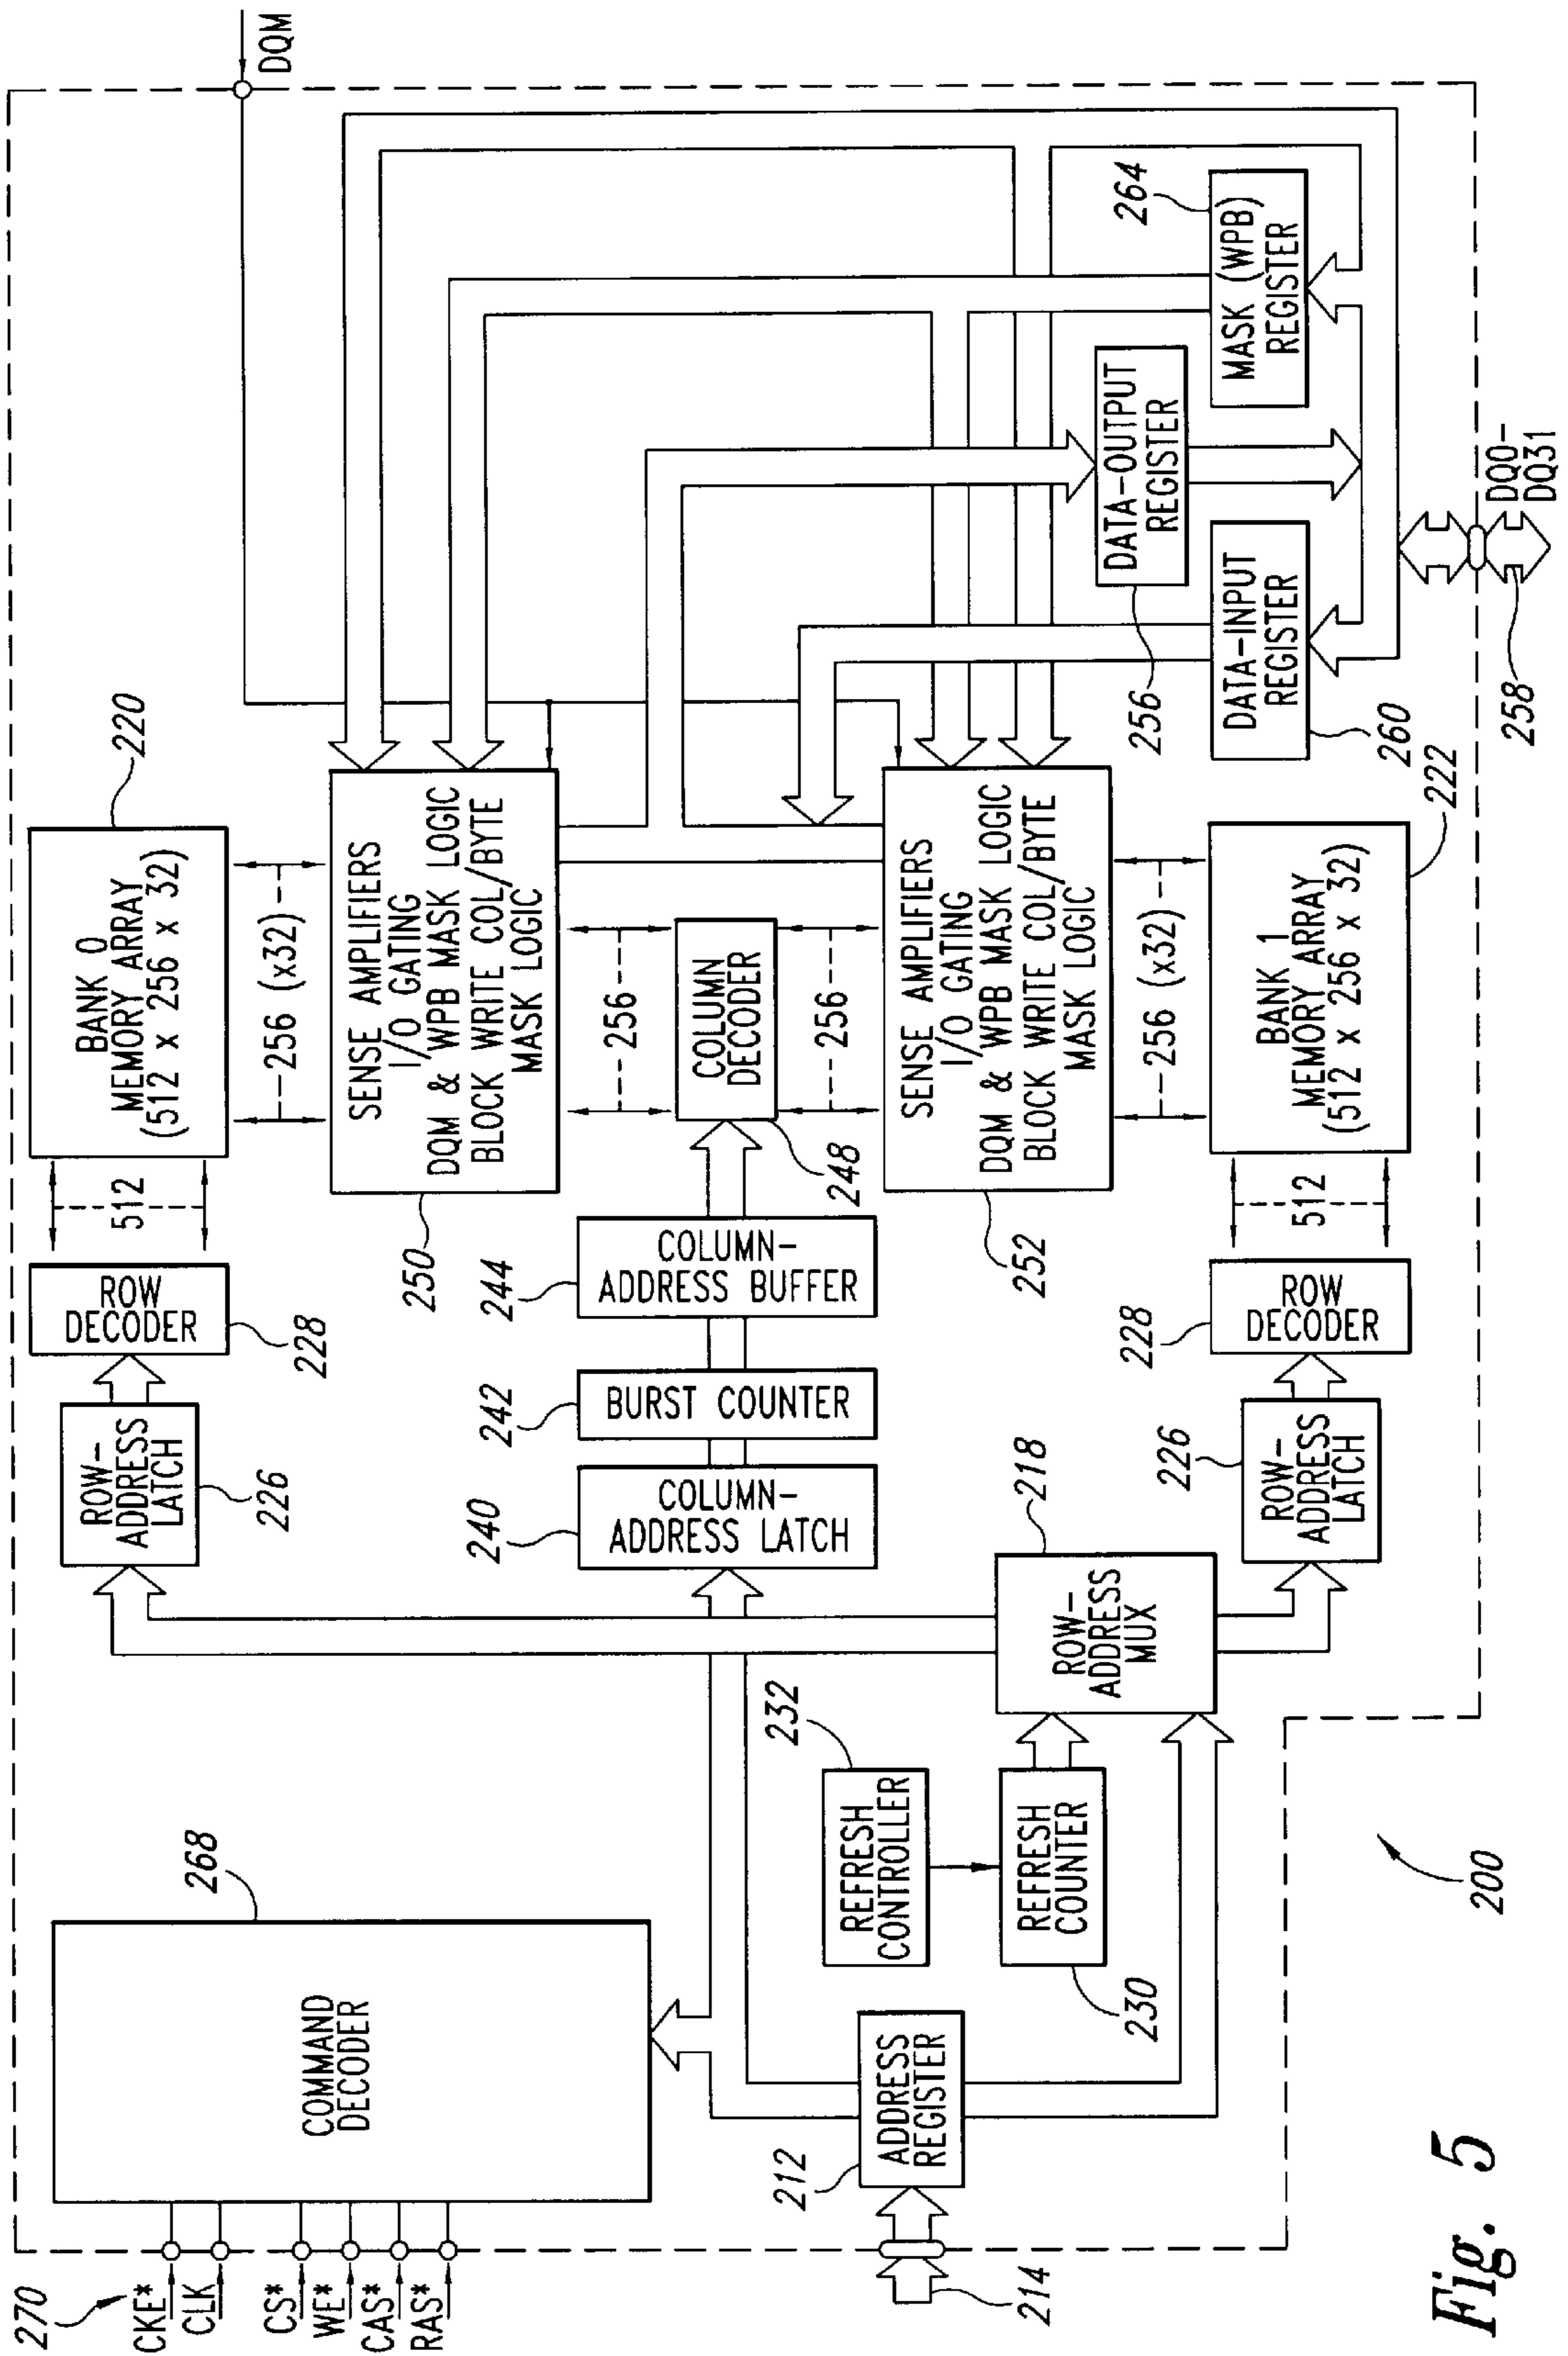 270
CKE*
CLK
CS*
WE*
CAS*
RAS*
COMMAND
DECODER
268
214
212
ADDRESS
REGISTER
REFRESH
CONTROLLER
232
REFRESH
COUNTER
230
ROW-
ADDRESS
MUX
218
ROW-
ADDRESS
LATCH
226
ROW
DECODER
228
512
BANK 0
MEMORY ARRAY
(512 x 256 x 32)
220
256 (x32)
SENSE AMPLIFIERS
I/O GATING
DQM & WPB MASK LOGIC
BLOCK WRITE COL/BYTE
MASK LOGIC
250
256
COLUMN-
ADDRESS LATCH
240
BURST COUNTER
242
COLUMN-
ADDRESS BUFFER
244
COLUMN
DECODER
248
256
SENSE AMPLIFIERS
I/O GATING
DQM & WPB MASK LOGIC
BLOCK WRITE COL/BYTE
MASK LOGIC
252
256 (x32)
ROW-
ADDRESS
LATCH
226
ROW
DECODER
228
512
BANK 1
MEMORY ARRAY
(512 x 256 x 32)
222
DATA-INPUT
REGISTER
260
DATA-OUTPUT
REGISTER
256
MASK (WPB)
REGISTER
264
DQM
DQ0-
DQ31
258
200
Fig. 5